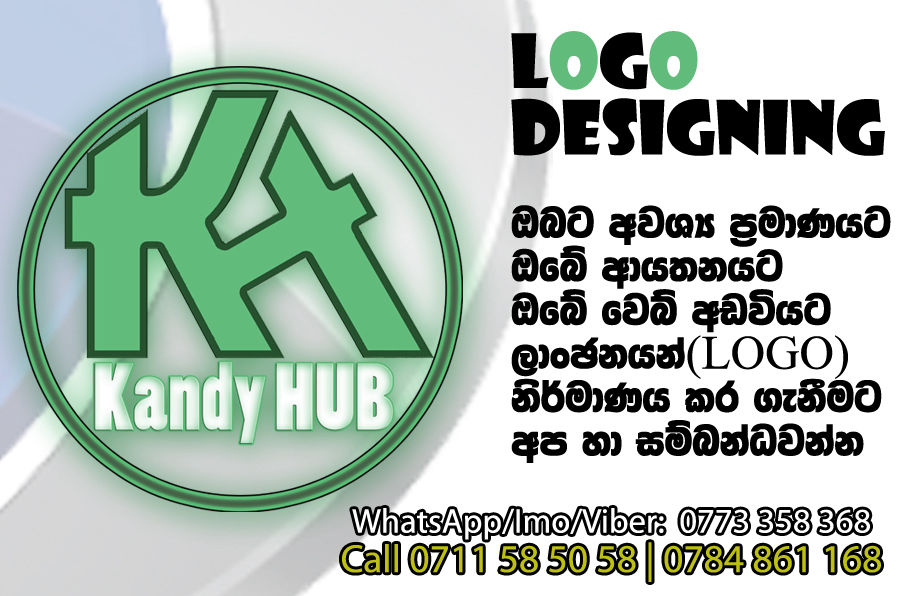 KH
Kandy HUB
LOGO
DESIGNING
ඔබට අවශ්‍ය ප්‍රමාණයට
ඔබේ ආයතනයට
ඔබේ වෙබ් අඩවියට
ලාංඡනයන්(LOGO)
නිර්මාණය කර ගැනීමට
අප හා සම්බන්ධවන්න
WhatsApp/Imo/Viber: 0773 358 368
Call 0711 58 50 58 | 0784 861 168